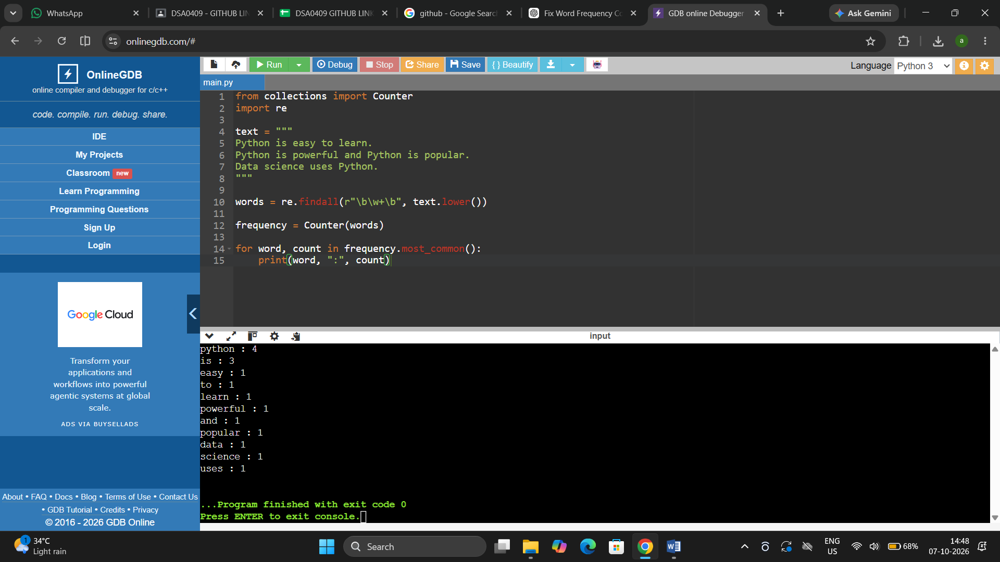 WhatsApp
DSA0409 - GITHUB LIN
DSA0409 GITHUB LINK
github - Google Searc
Fix Word Frequency Co
GDB online Debugger
Ask Gemini
onlinegdb.com/#
a
OnlineGDB
online compiler and debugger for c/c++
code. compile. run. debug. share.
IDE
My Projects
Classroom new
Learn Programming
Programming Questions
Sign Up
Login
Google Cloud
Transform your
applications and
workflows into powerful
agentic systems at global
scale.
ADS VIA BUYSELLADS
About • FAQ • Docs • Blog • Terms of Use • Contact Us
• GDB Tutorial • Credits • Privacy
© 2016 - 2026 GDB Online
Run
Debug
Stop
Share
Save
{ } Beautify
Language Python 3
main.py
1 from collections import Counter
2 import re
3
4 text = """
5 Python is easy to learn.
6 Python is powerful and Python is popular.
7 Data science uses Python.
8 """
9
10 words = re.findall(r"\b\w+\b", text.lower())
11
12 frequency = Counter(words)
13
14 for word, count in frequency.most_common():
15     print(word, ":", count)
input
python : 4
is : 3
easy : 1
to : 1
learn : 1
powerful : 1
and : 1
popular : 1
data : 1
science : 1
uses : 1
...Program finished with exit code 0
Press ENTER to exit console.
1
34°C
Light rain
Search
ENG
US
68%
14:48
07-10-2026